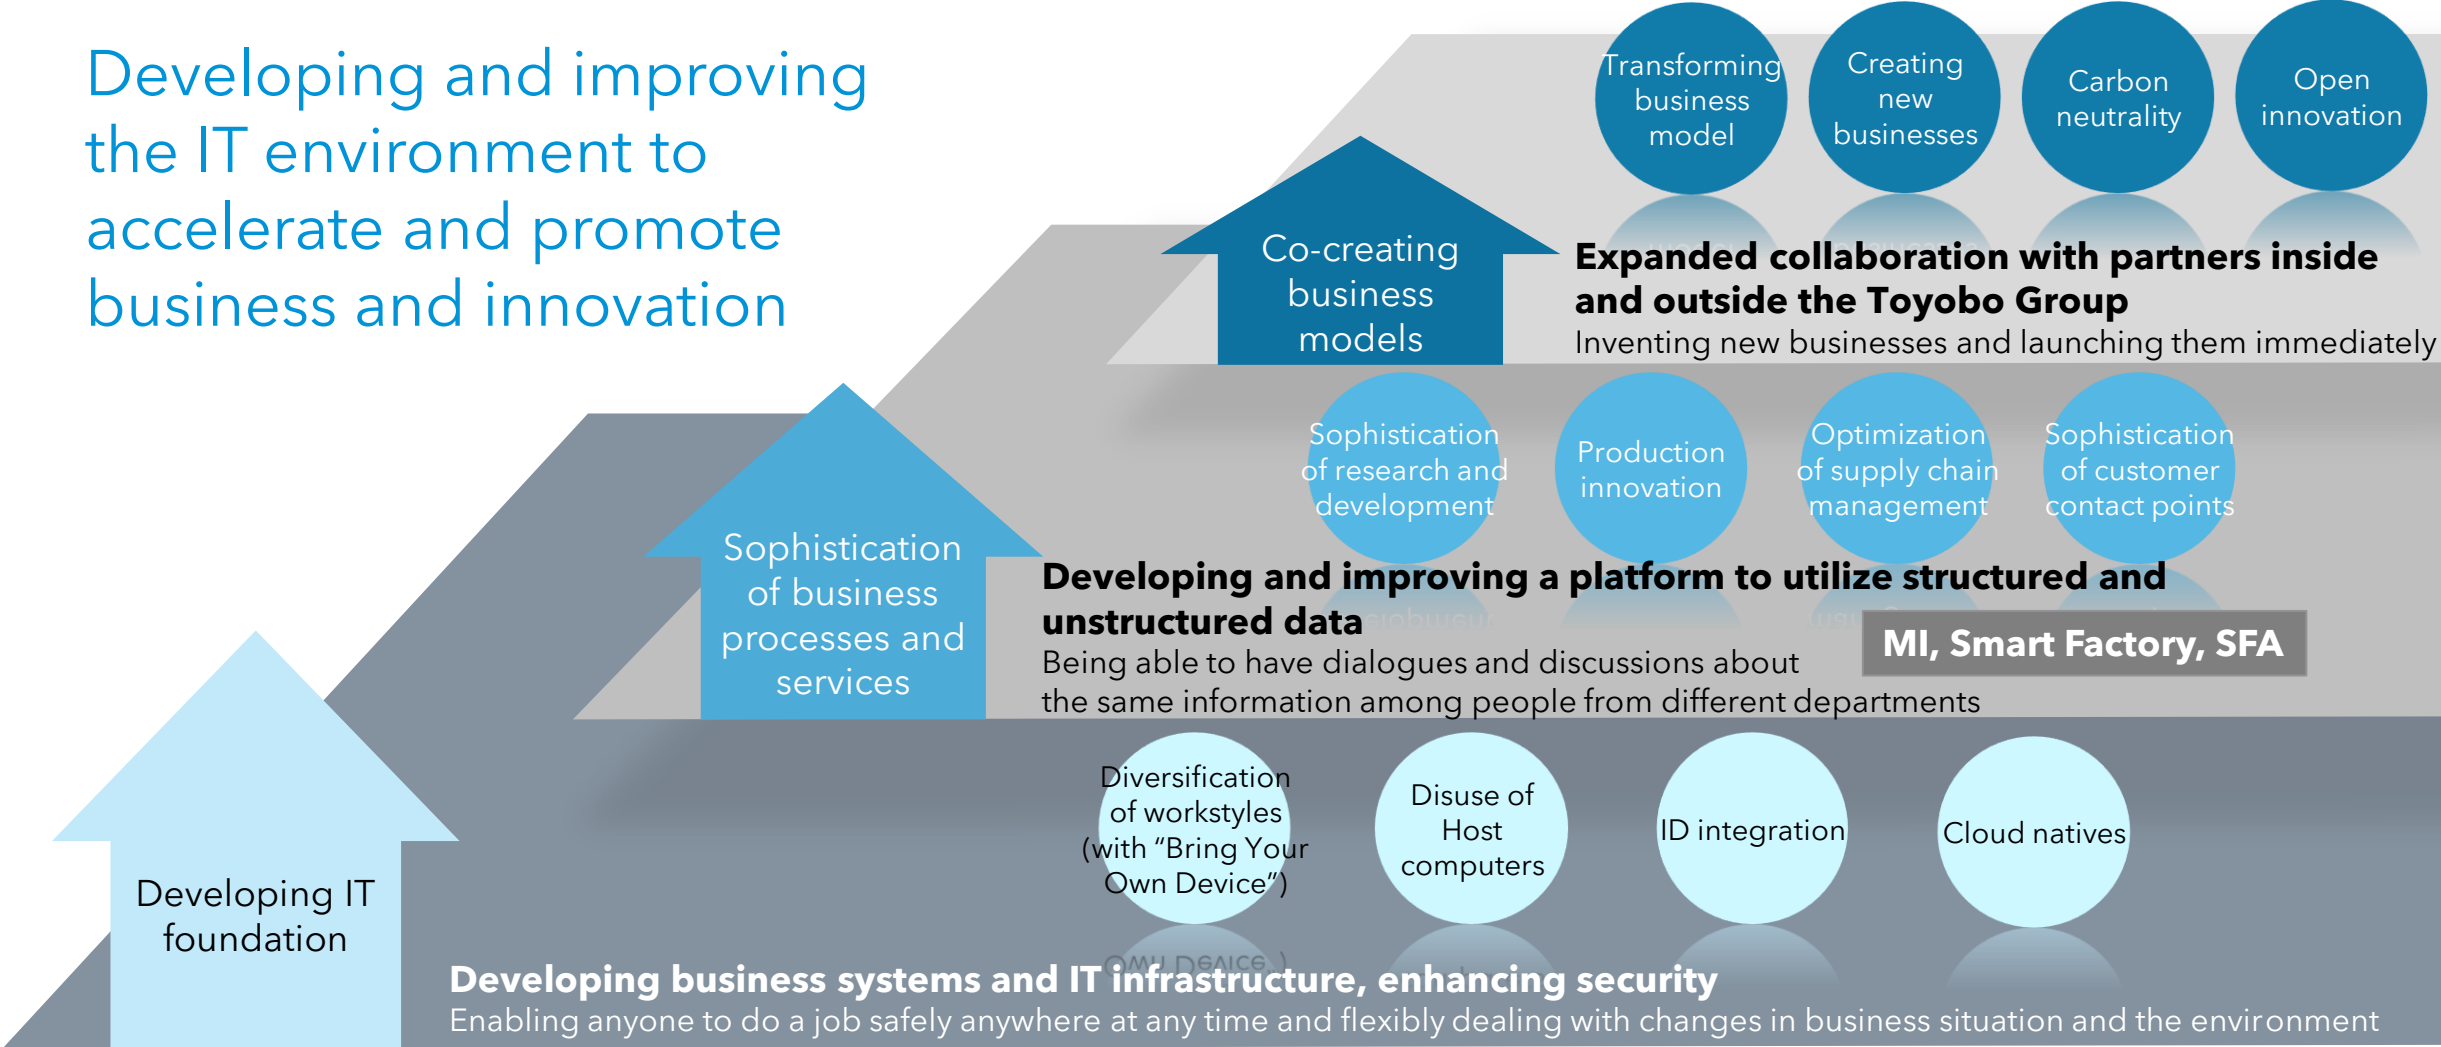 Developing and improving
the IT environment to
accelerate and promote
business and innovation
Transforming
business
model
Creating
new
businesses
Carbon
neutrality
Open
innovation
Co-creating
business
models
Expanded collaboration with partners inside
and outside the Toyobo Group
Inventing new businesses and launching them immediately
Sophistication
of research and
development
Production
innovation
Optimization
of supply chain
management
Sophistication
of customer
contact points
Sophistication
of business
processes and
services
Developing and improving a platform to utilize structured and
unstructured data
Being able to have dialogues and discussions about
the same information among people from different departments
MI, Smart Factory, SFA
Diversification
of workstyles
(with “Bring Your
Own Device”)
Disuse of
Host
computers
ID integration
Cloud natives
Developing IT
foundation
Developing business systems and IT infrastructure, enhancing security
Enabling anyone to do a job safely anywhere at any time and flexibly dealing with changes in business situation and the environment